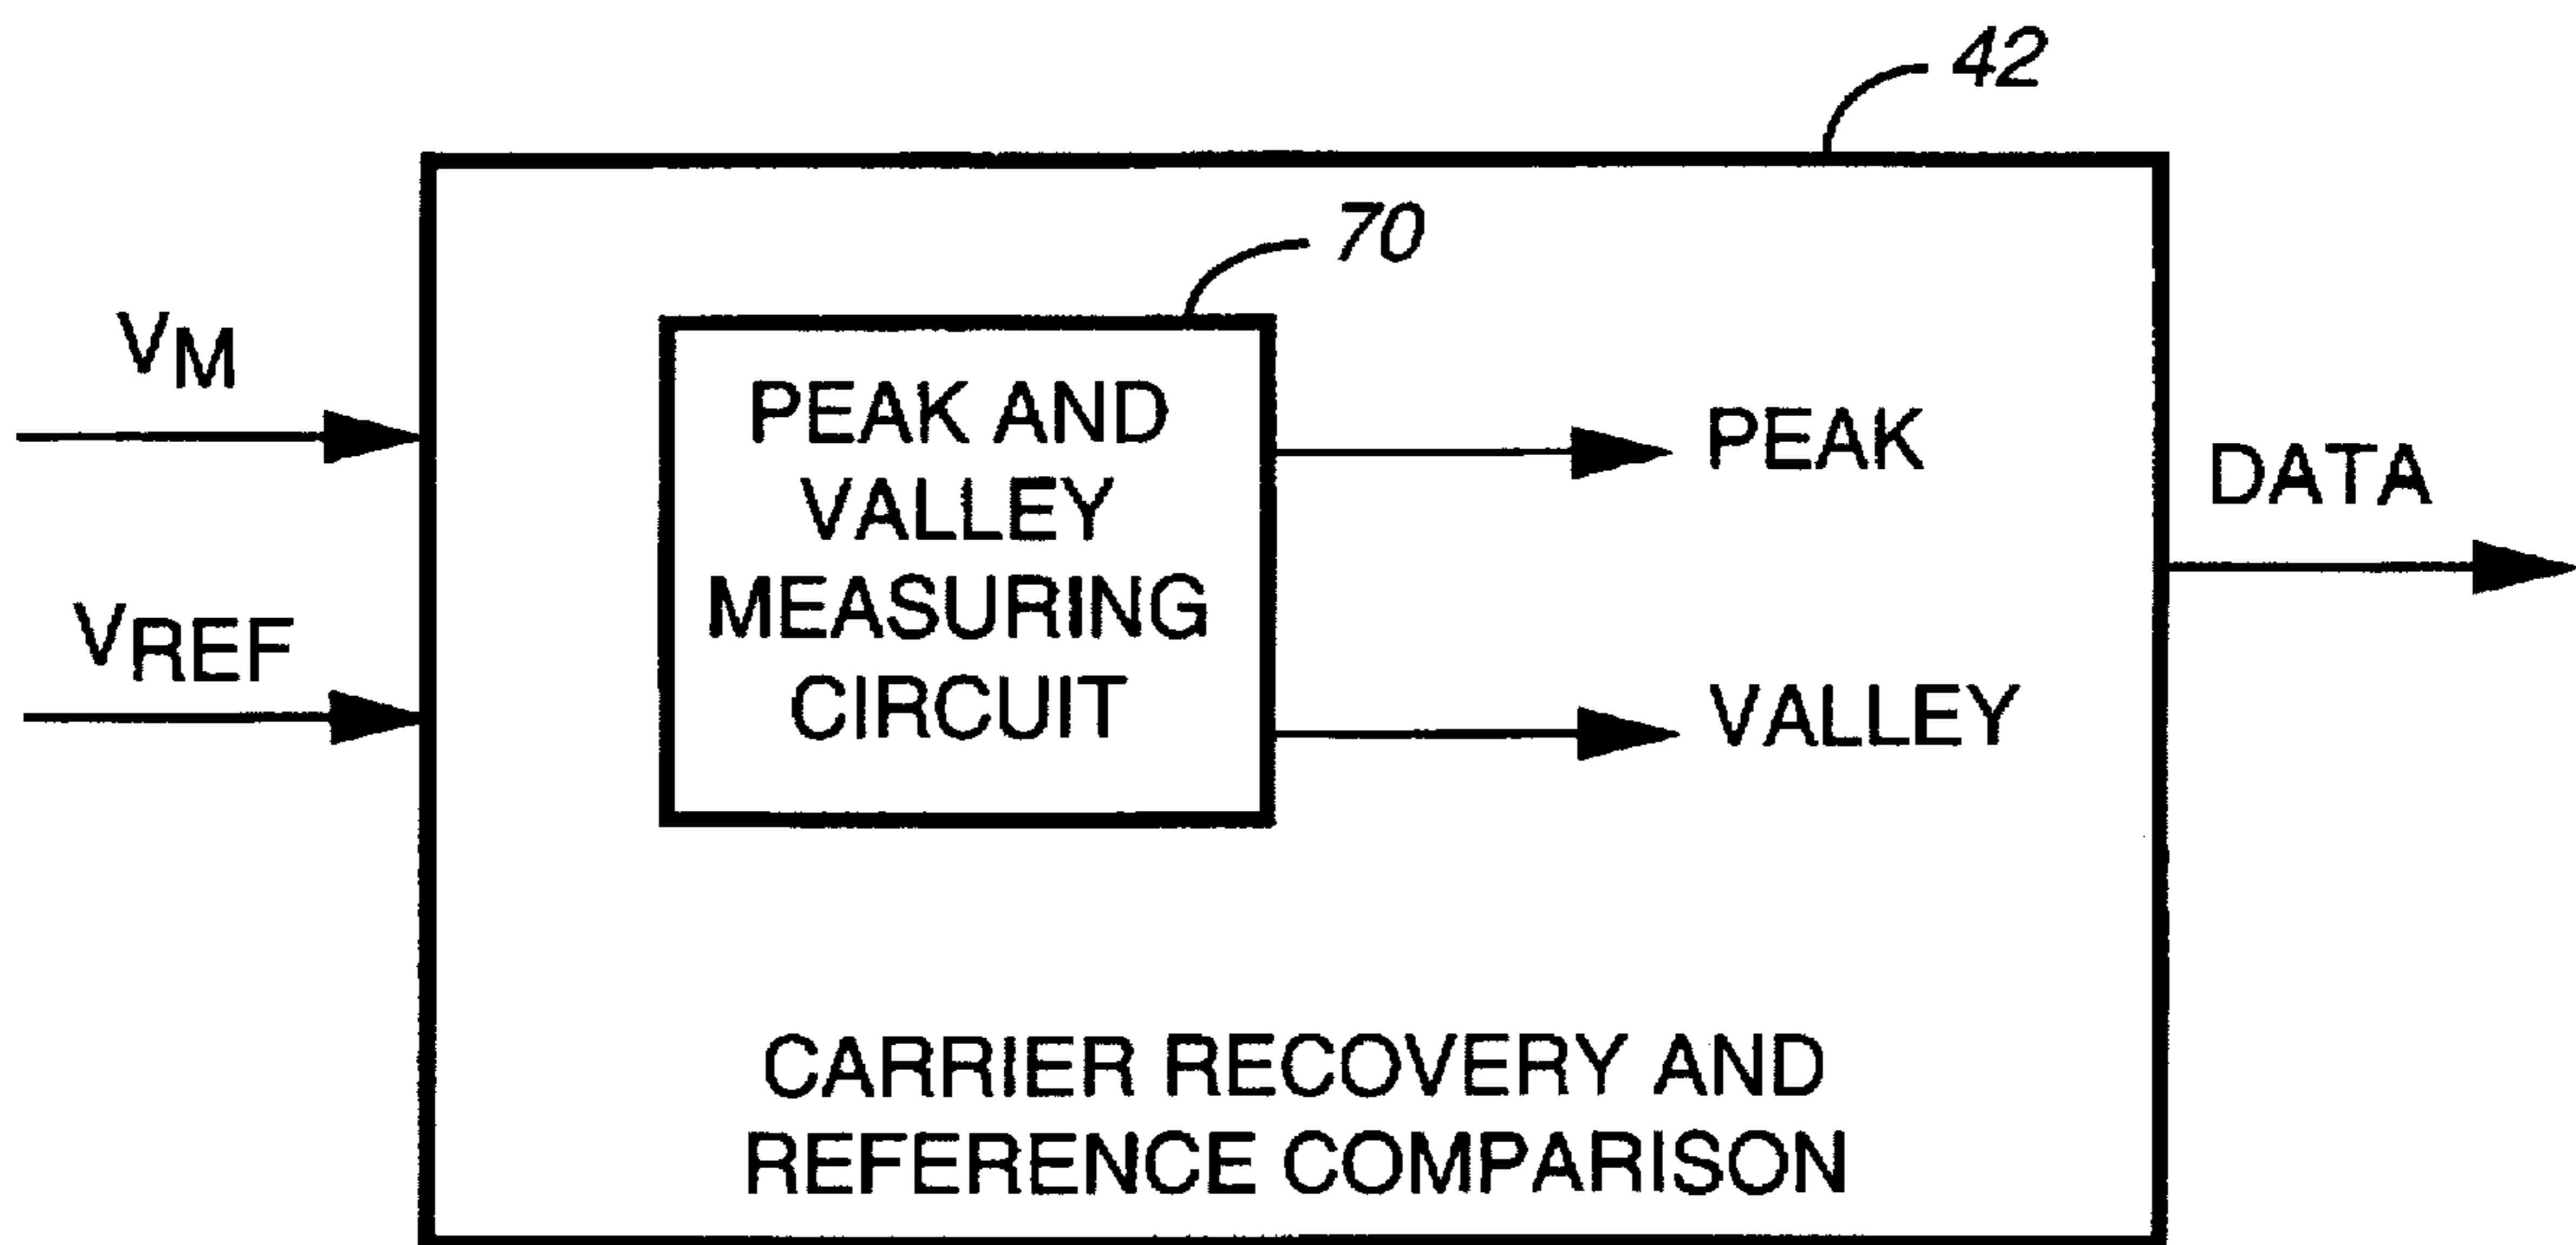 42
70
VM
PEAK AND
VALLEY
MEASURING
CIRCUIT
PEAK
DATA
VREF
VALLEY
CARRIER RECOVERY AND
REFERENCE COMPARISON